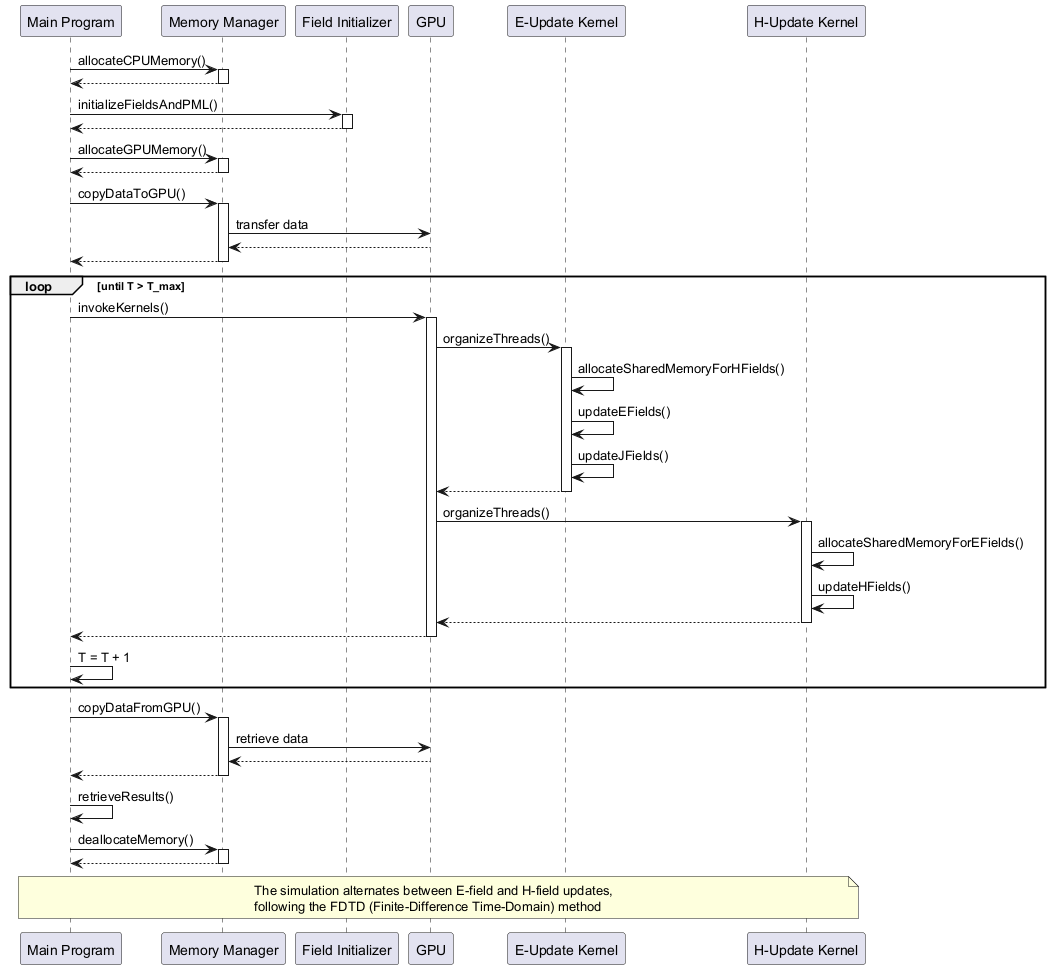 Main Program
Memory Manager
Field Initializer
GPU
E-Update Kernel
H-Update Kernel
allocateCPUMemory()
initializeFieldsAndPML()
allocateGPUMemory()
copyDataToGPU()
transfer data
loop
[until T > T_max]
invokeKernels()
organizeThreads()
allocateSharedMemoryForHFields()
updateEFields()
updateJFields()
organizeThreads()
allocateSharedMemoryForEFields()
updateHFields()
T = T + 1
copyDataFromGPU()
retrieve data
retrieveResults()
deallocateMemory()
The simulation alternates between E-field and H-field updates,
following the FDTD (Finite-Difference Time-Domain) method
Main Program
Memory Manager
Field Initializer
GPU
E-Update Kernel
H-Update Kernel